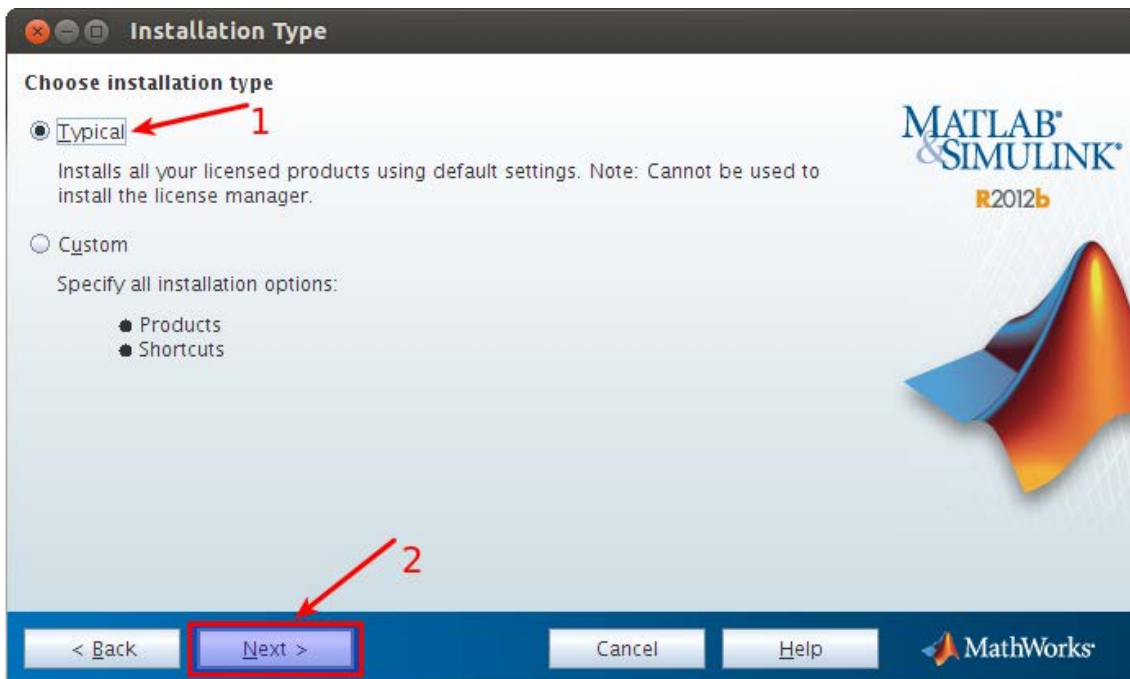 Installation Type
Choose installation type
Typical
1
Installs all your licensed products using default settings. Note: Cannot be used to
install the license manager.
Custom
Specify all installation options:
Products
Shortcuts
MATLAB®
&SIMULINK®
R2012b
2
< Back
Next >
Cancel
Help
MathWorks®